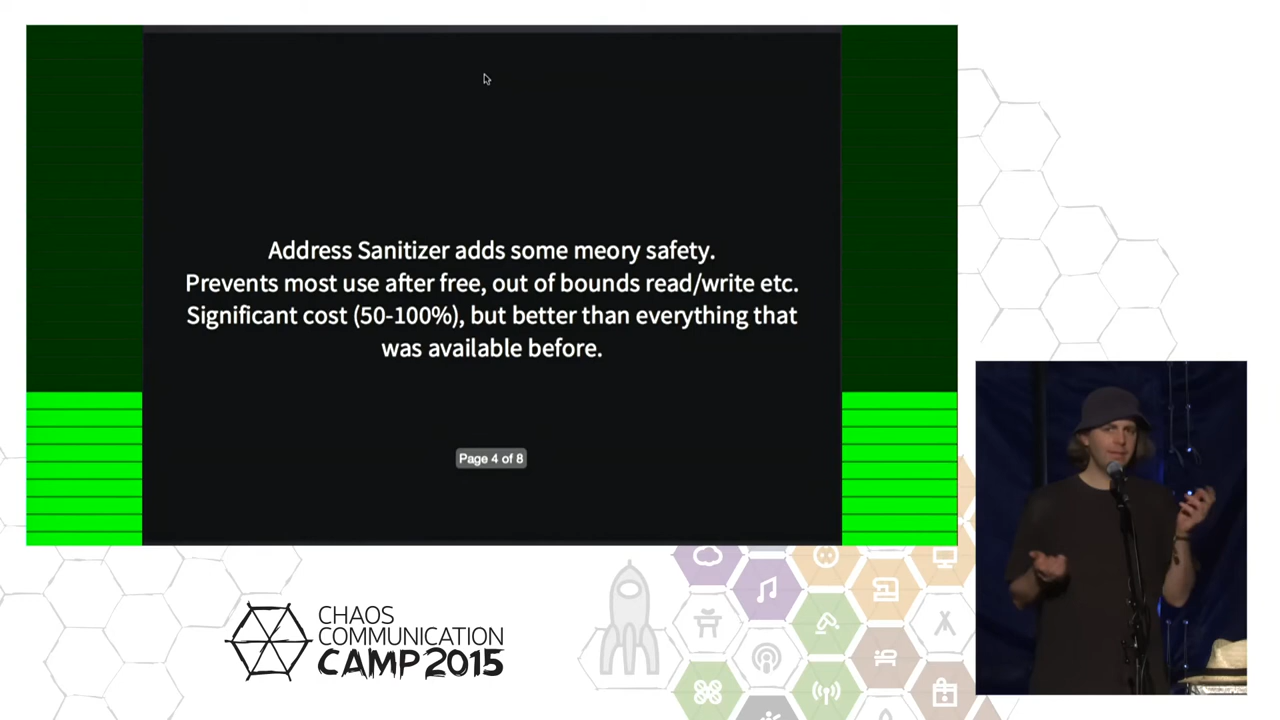 Address Sanitizer adds some meory safety.
Prevents most use after free, out of bounds read/write etc.
Significant cost (50-100%), but better than everything that
was available before.
Page 4 of 8
CHAOS
COMMUNICATION
CAMP 2015